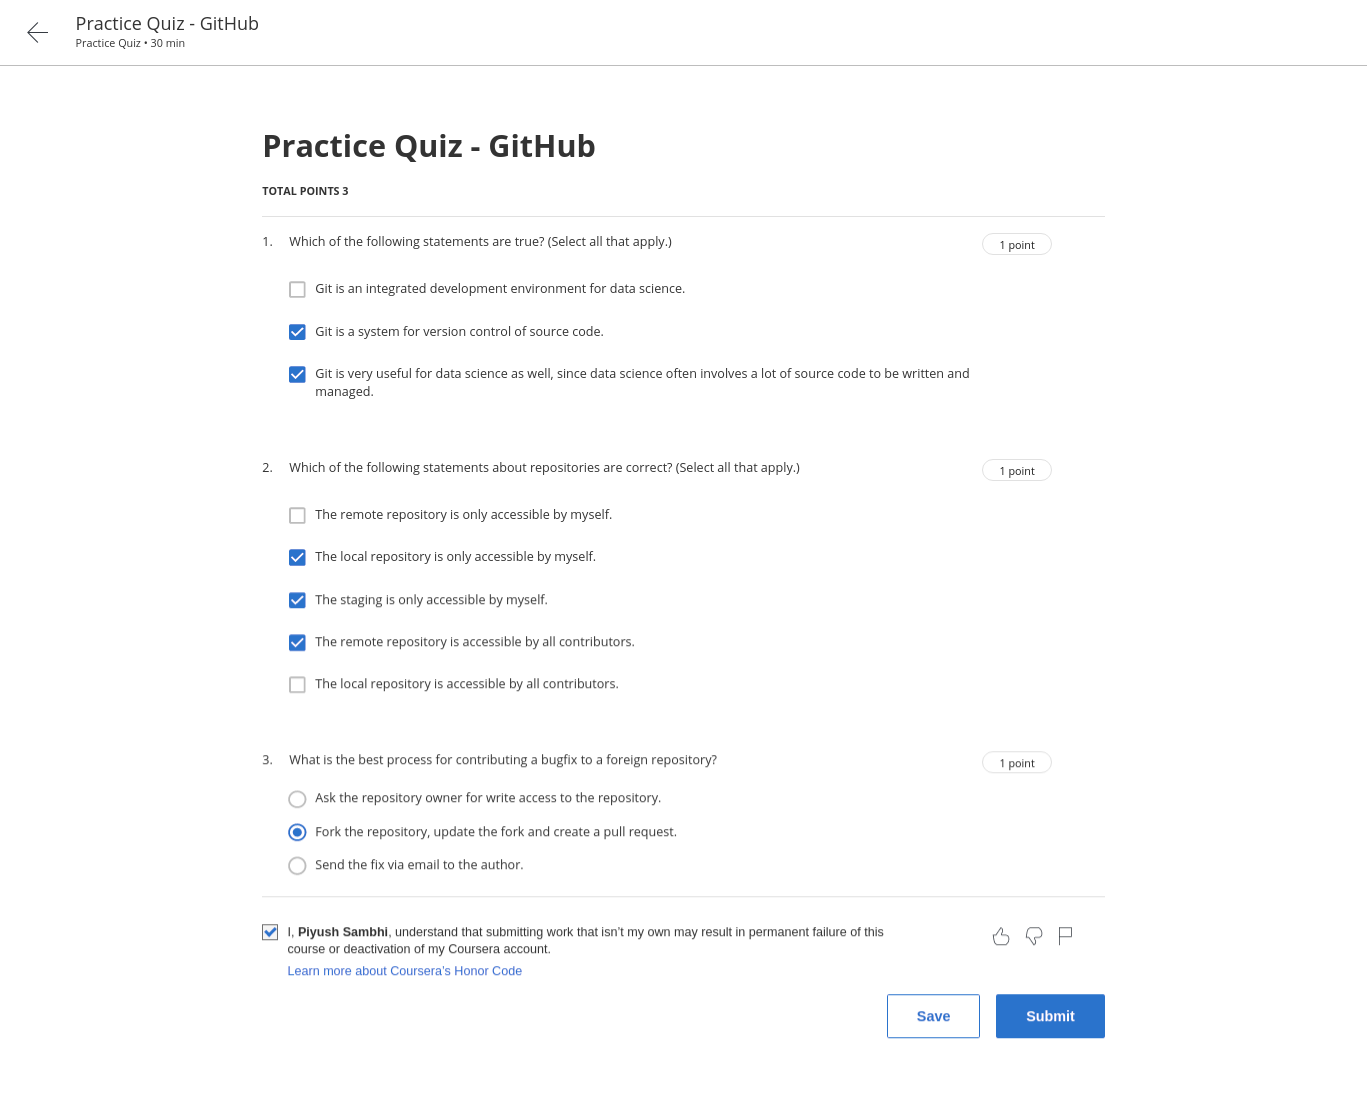 Practice Quiz - GitHub
Practice Quiz • 30 min
Practice Quiz - GitHub
TOTAL POINTS 3
1. Which of the following statements are true? (Select all that apply.) 1 point
Git is an integrated development environment for data science.
Git is a system for version control of source code.
Git is very useful for data science as well, since data science often involves a lot of source code to be written and
managed.
2. Which of the following statements about repositories are correct? (Select all that apply.) 1 point
The remote repository is only accessible by myself.
The local repository is only accessible by myself.
The staging is only accessible by myself.
The remote repository is accessible by all contributors.
The local repository is accessible by all contributors.
3. What is the best process for contributing a bugfix to a foreign repository? 1 point
Ask the repository owner for write access to the repository.
Fork the repository, update the fork and create a pull request.
Send the fix via email to the author.
I, Piyush Sambhi, understand that submitting work that isn’t my own may result in permanent failure of this
course or deactivation of my Coursera account.
Learn more about Coursera’s Honor Code
Save Submit